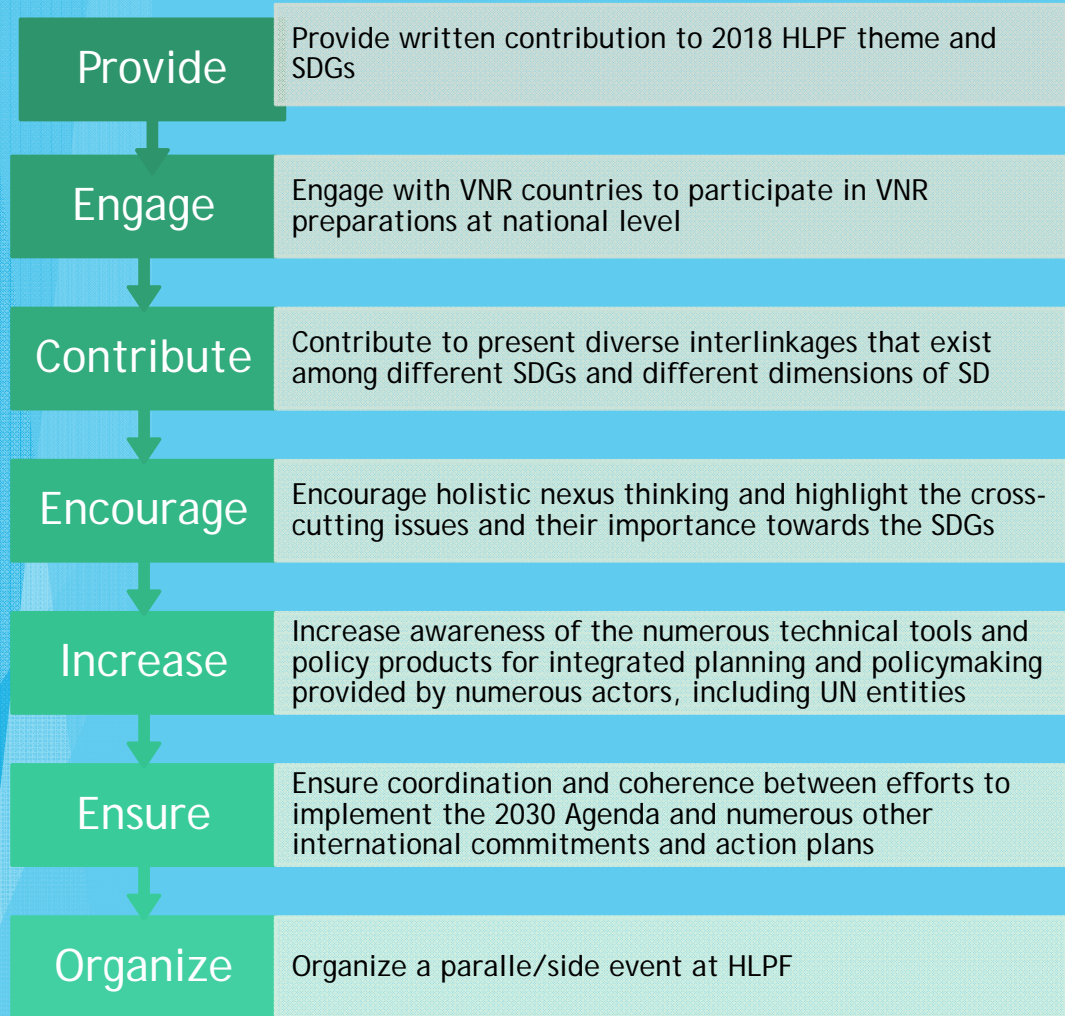 Provide
Provide written contribution to 2018 HLPF theme and
SDGs
Engage
Engage with VNR countries to participate in VNR
preparations at national level
Contribute
Contribute to present diverse interlinkages that exist
among different SDGs and different dimensions of SD
Encourage
Encourage holistic nexus thinking and highlight the cross-
cutting issues and their importance towards the SDGs
Increase
Increase awareness of the numerous technical tools and
policy products for integrated planning and policymaking
provided by numerous actors, including UN entities
Ensure
Ensure coordination and coherence between efforts to
implement the 2030 Agenda and numerous other
international commitments and action plans
Organize
Organize a paralle/side event at HLPF